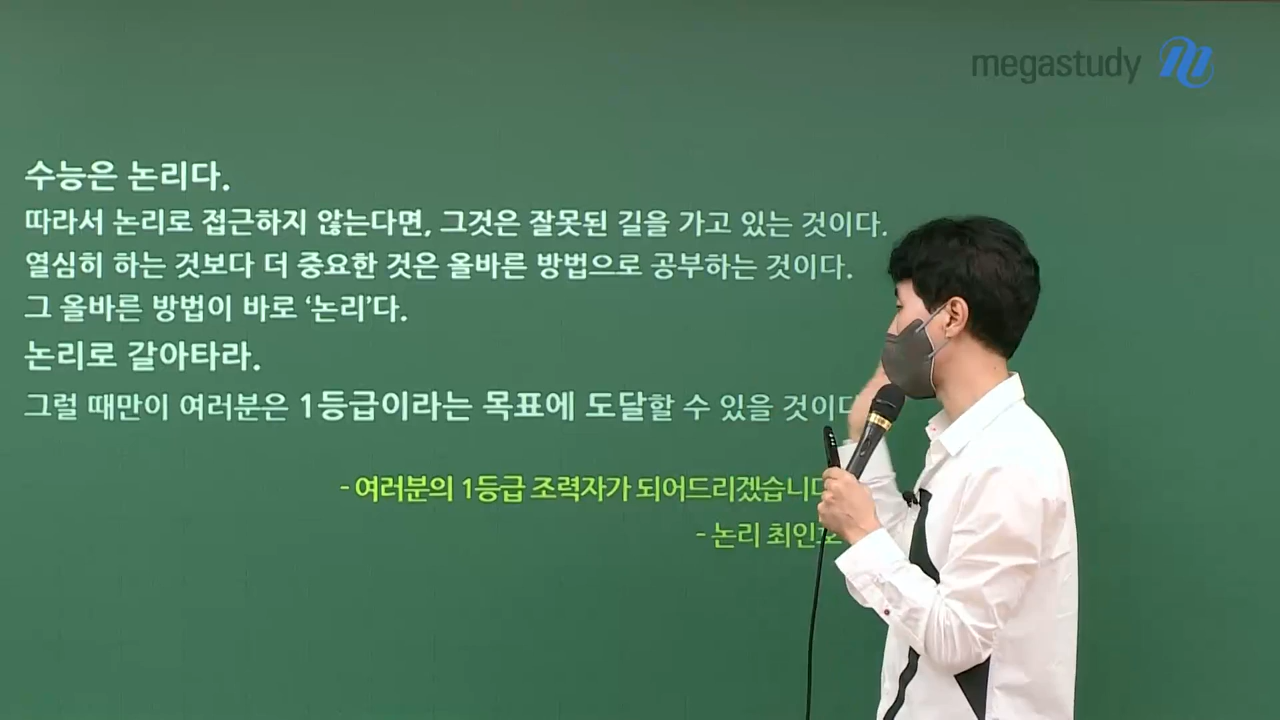 megastudy
수능은 논리다.
따라서 논리로 접근하지 않는다면, 그것은 잘못된 길을 가고 있는 것이다.
열심히 하는 것보다 더 중요한 것은 올바른 방법으로 공부하는 것이다.
그 올바른 방법이 바로 ‘논리’다.
논리로 갈아타라.
그럴 때만이 여러분은 1등급이라는 목표에 도달할 수 있을 것이다
- 여러분의 1등급 조력자가 되어드리겠습니다
- 논리 최인호